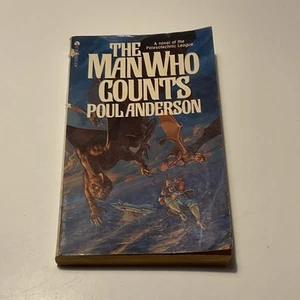 A novel of the
Polesotechnic League
THE
MAN WHO
COUNTS
POUL ANDERSON